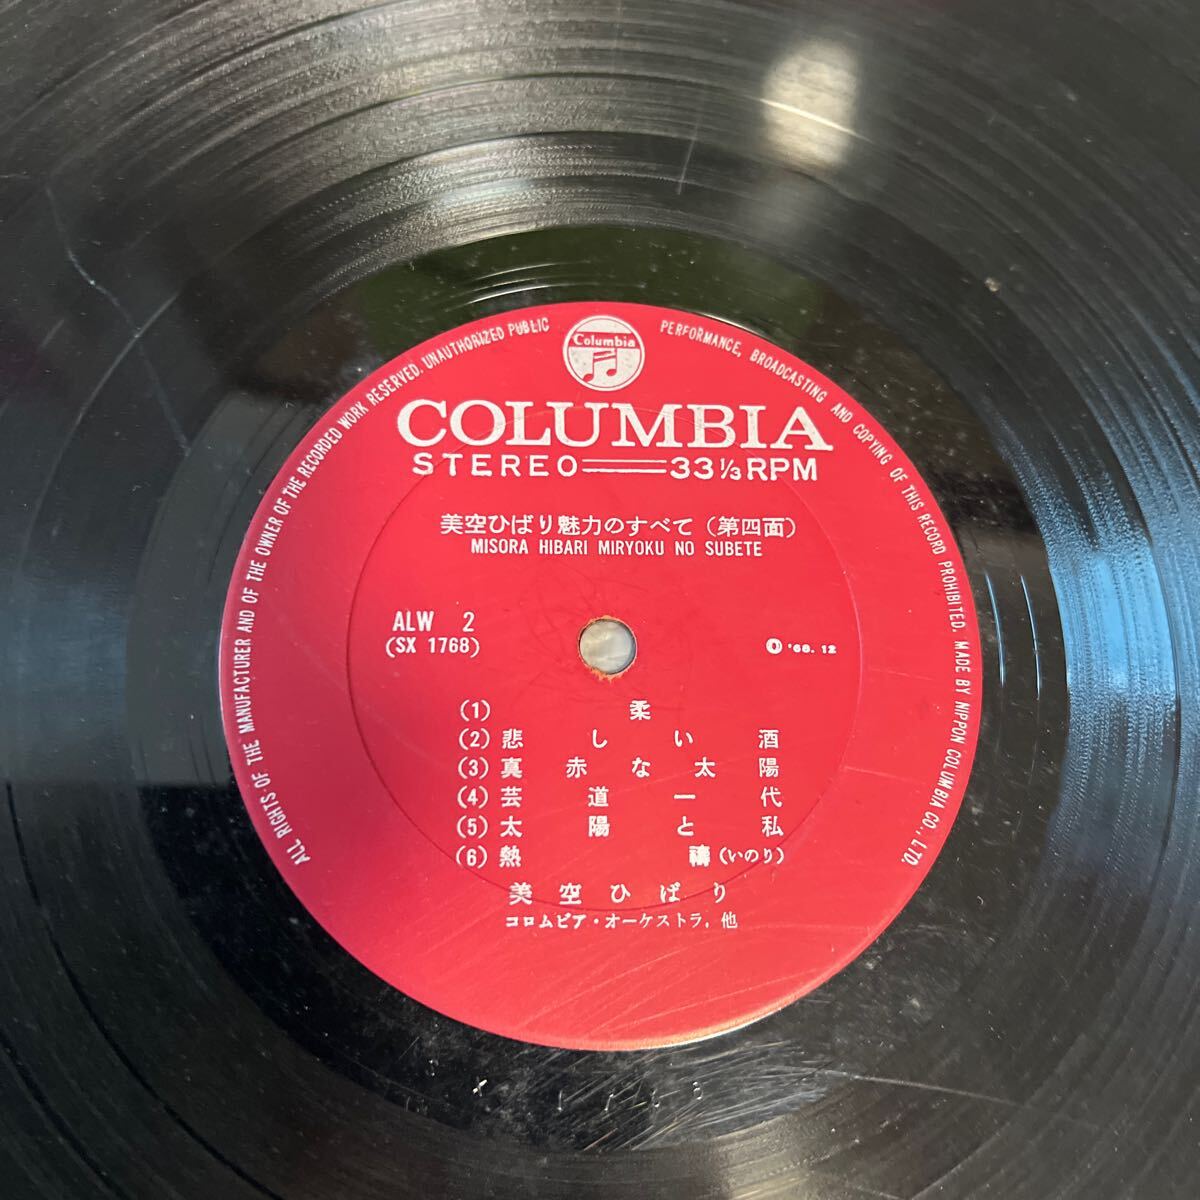 Columbia
ALL RIGHTS OF THE MANUFACTURER AND OF THE OWNER OF THE RECORDED WORK RESERVED. UNAUTHORIZED PUBLIC PERFORMANCE, BROADCASTING AND COPYING OF THIS RECORD PROHIBITED. MADE BY NIPPON COLUMBIA CO., LTD.
COLUMBIA
STEREO 33⅓ RPM
美空ひばり魅力のすべて(第四面)
MISORA HIBARI MIRYOKU NO SUBETE
ALW 2
(SX 1768)
'68. 12
(1) 柔
(2) 悲しい酒
(3) 真赤な太陽
(4) 芸道一代
(5) 太陽と私
(6) 熱禱(いのり)
美空ひばり
コロムビア・オーケストラ, 他